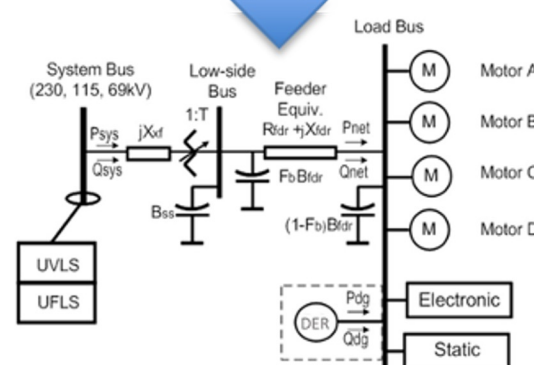 Load Bus
System Bus
(230, 115, 69kV)
Low-side
Bus
Feeder
Equiv.
1:T
Psys
jXxf
Rfdr +jXfdr
Pnet
Qsys
Qnet
FbBfdr
Bss
(1-Fb)Bfdr
M
Motor A
M
Motor B
M
Motor C
M
Motor D
UVLS
UFLS
Pdg
DER
Qdg
Electronic
Static